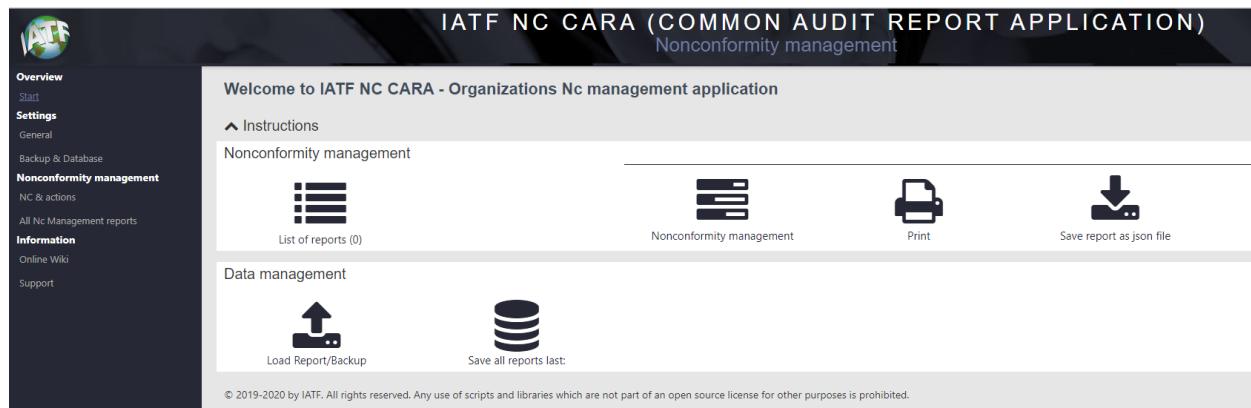 IATF
IATF NC CARA (COMMON AUDIT REPORT APPLICATION)
Nonconformity management
Overview
Start
Settings
General
Backup & Database
Nonconformity management
NC & actions
All Nc Management reports
Information
Online Wiki
Support
Welcome to IATF NC CARA - Organizations Nc management application
Instructions
Nonconformity management
List of reports (0)
Nonconformity management
Print
Save report as json file
Data management
Load Report/Backup
Save all reports last:
© 2019-2020 by IATF. All rights reserved. Any use of scripts and libraries which are not part of an open source license for other purposes is prohibited.